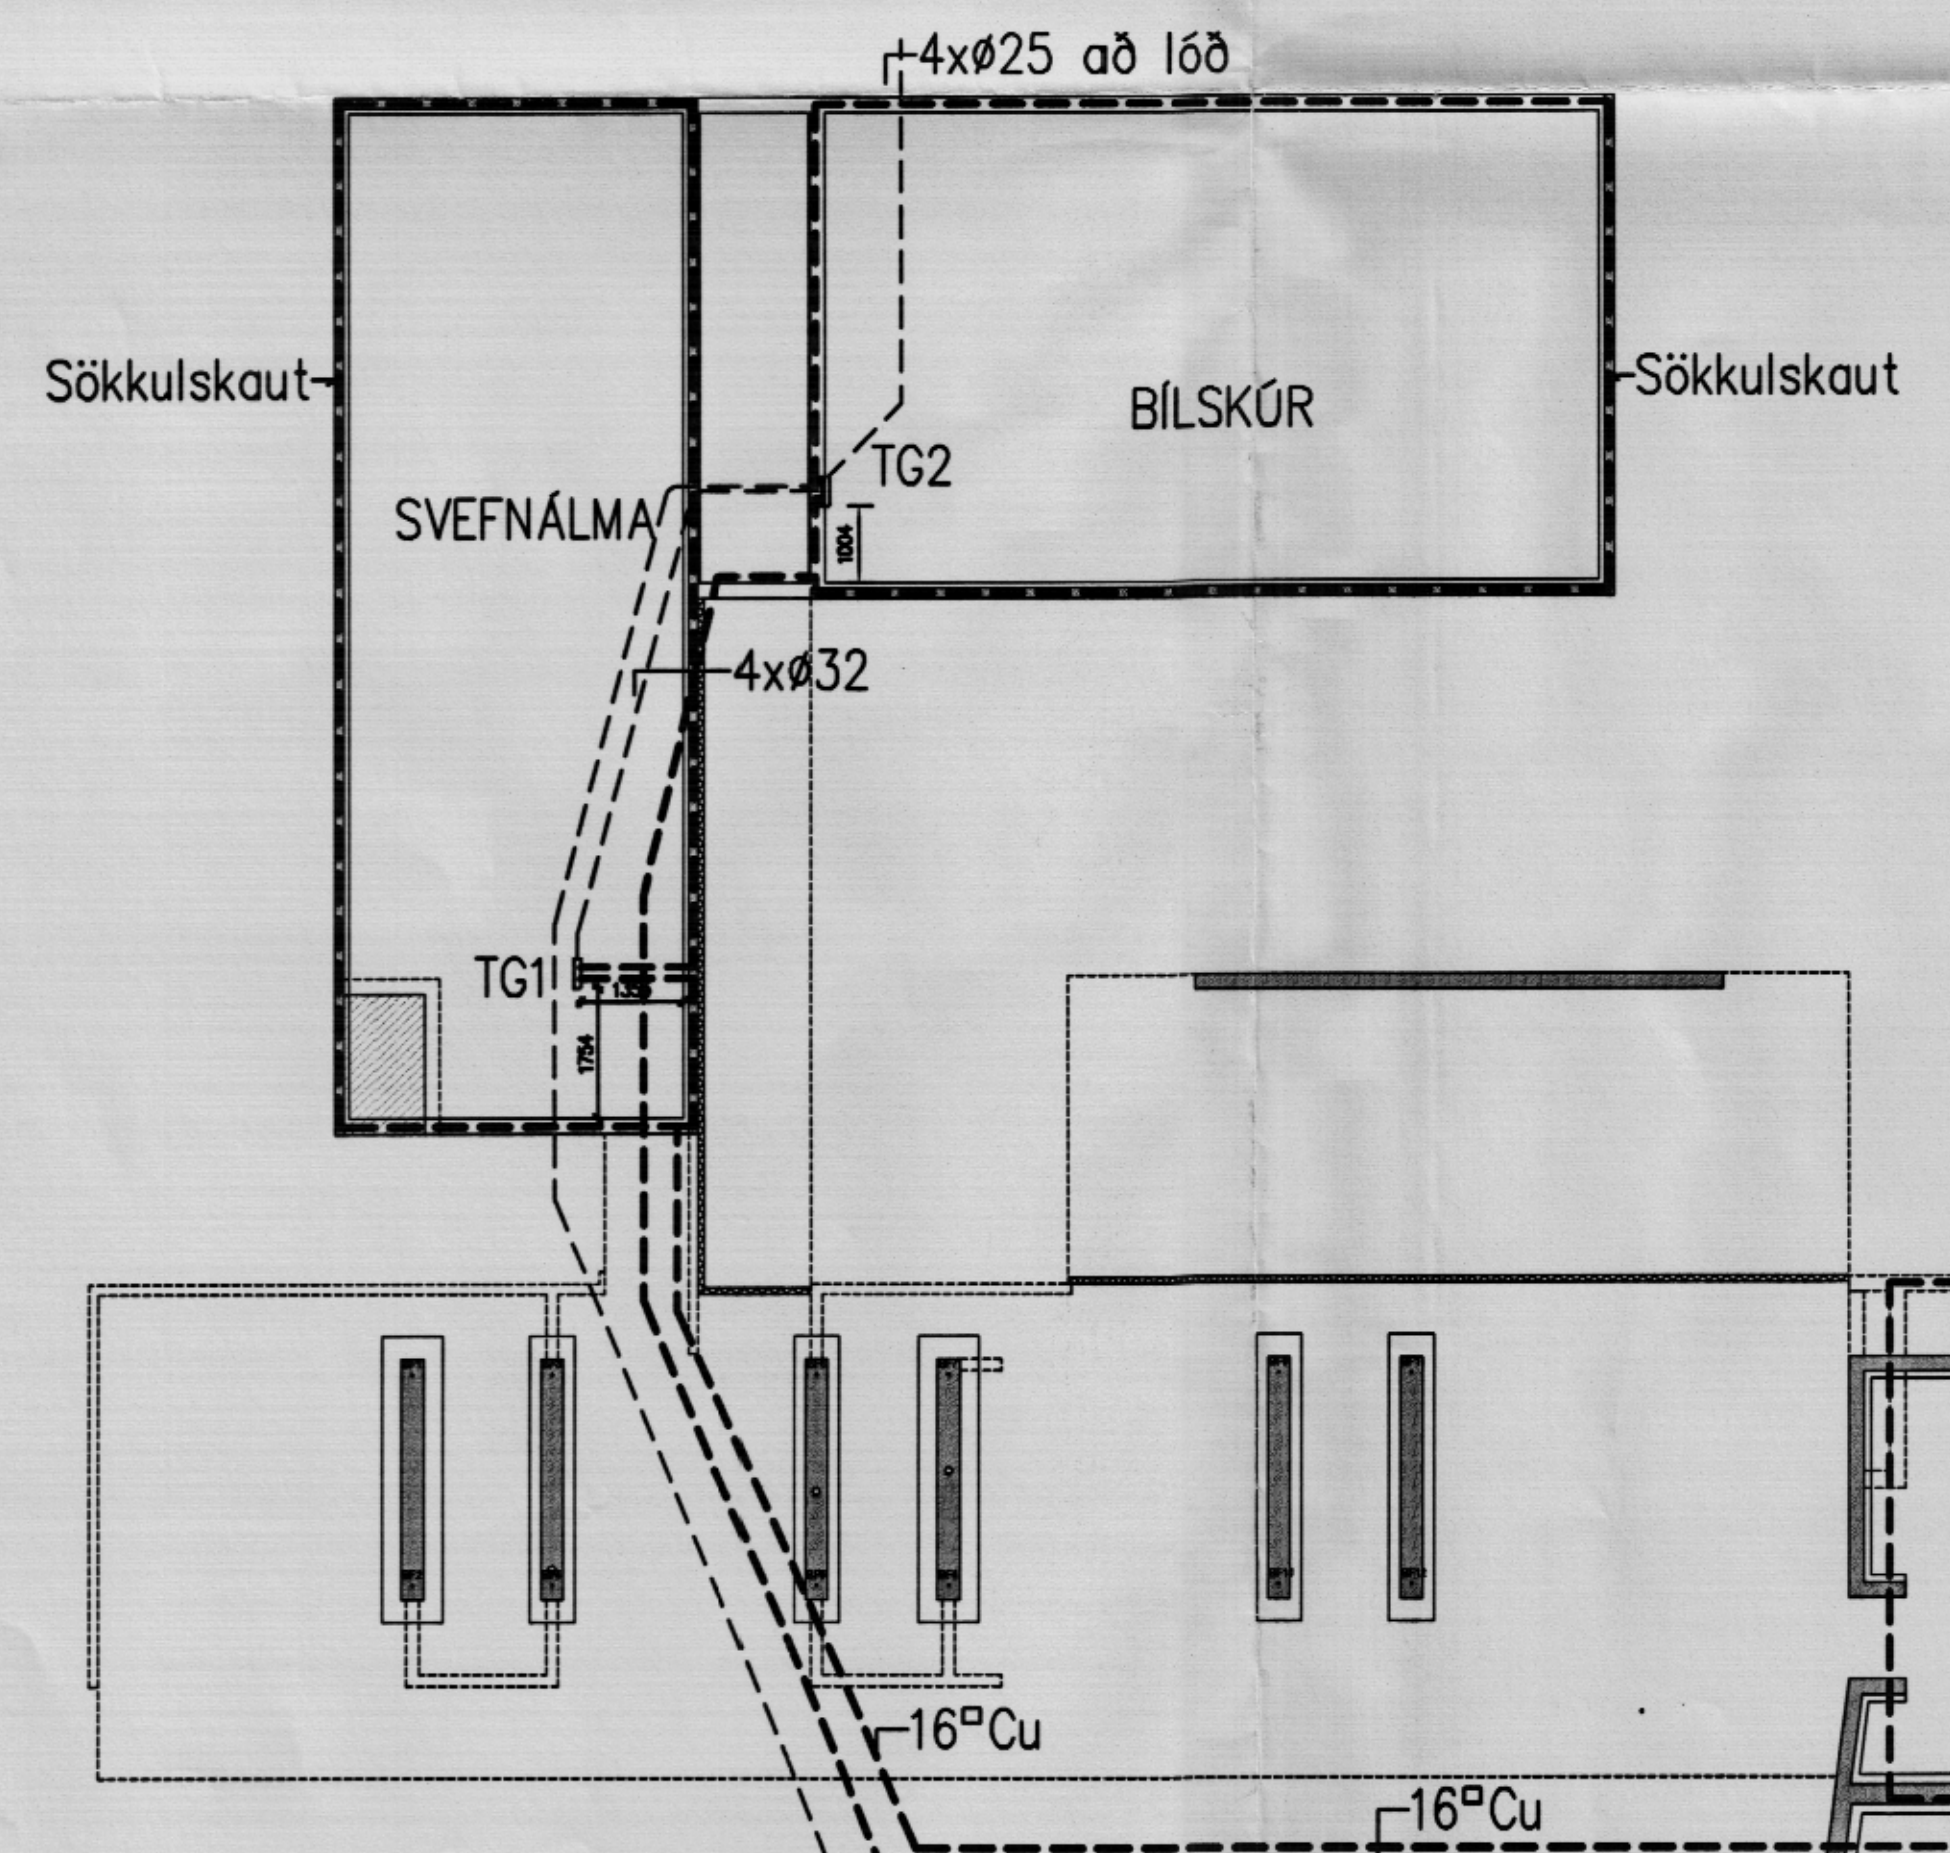 4xø25 að lóð
Sökkulskaut
Sökkulskaut
BÍLSKÚR
TG2
SVEFNÁLMA
1004
4xø32
TG1
1754
16▫Cu
16▫Cu